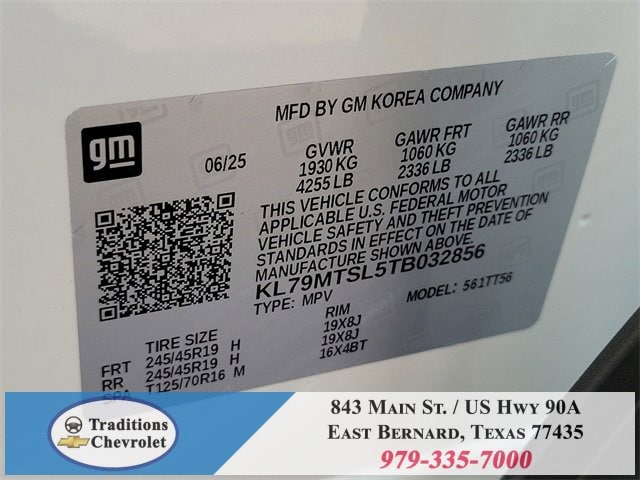 MFD BY GM KOREA COMPANY
gm
06/25
GVWR
1930 KG
4255 LB
GAWR FRT
1060 KG
2336 LB
GAWR RR
1060 KG
2336 LB
THIS VEHICLE CONFORMS TO ALL
APPLICABLE U.S. FEDERAL MOTOR
VEHICLE SAFETY AND THEFT PREVENTION
STANDARDS IN EFFECT ON THE DATE OF
MANUFACTURE SHOWN ABOVE.
KL79MTSL5TB032856
TYPE: MPV
MODEL: 561TT56
TIRE SIZE
RIM
FRT 245/45R19 H 19X8J
RR 245/45R19 H 19X8J
SPA T125/70R16 M 16X4BT
Traditions
Chevrolet
843 Main St. / US Hwy 90A
East Bernard, Texas 77435
979-335-7000